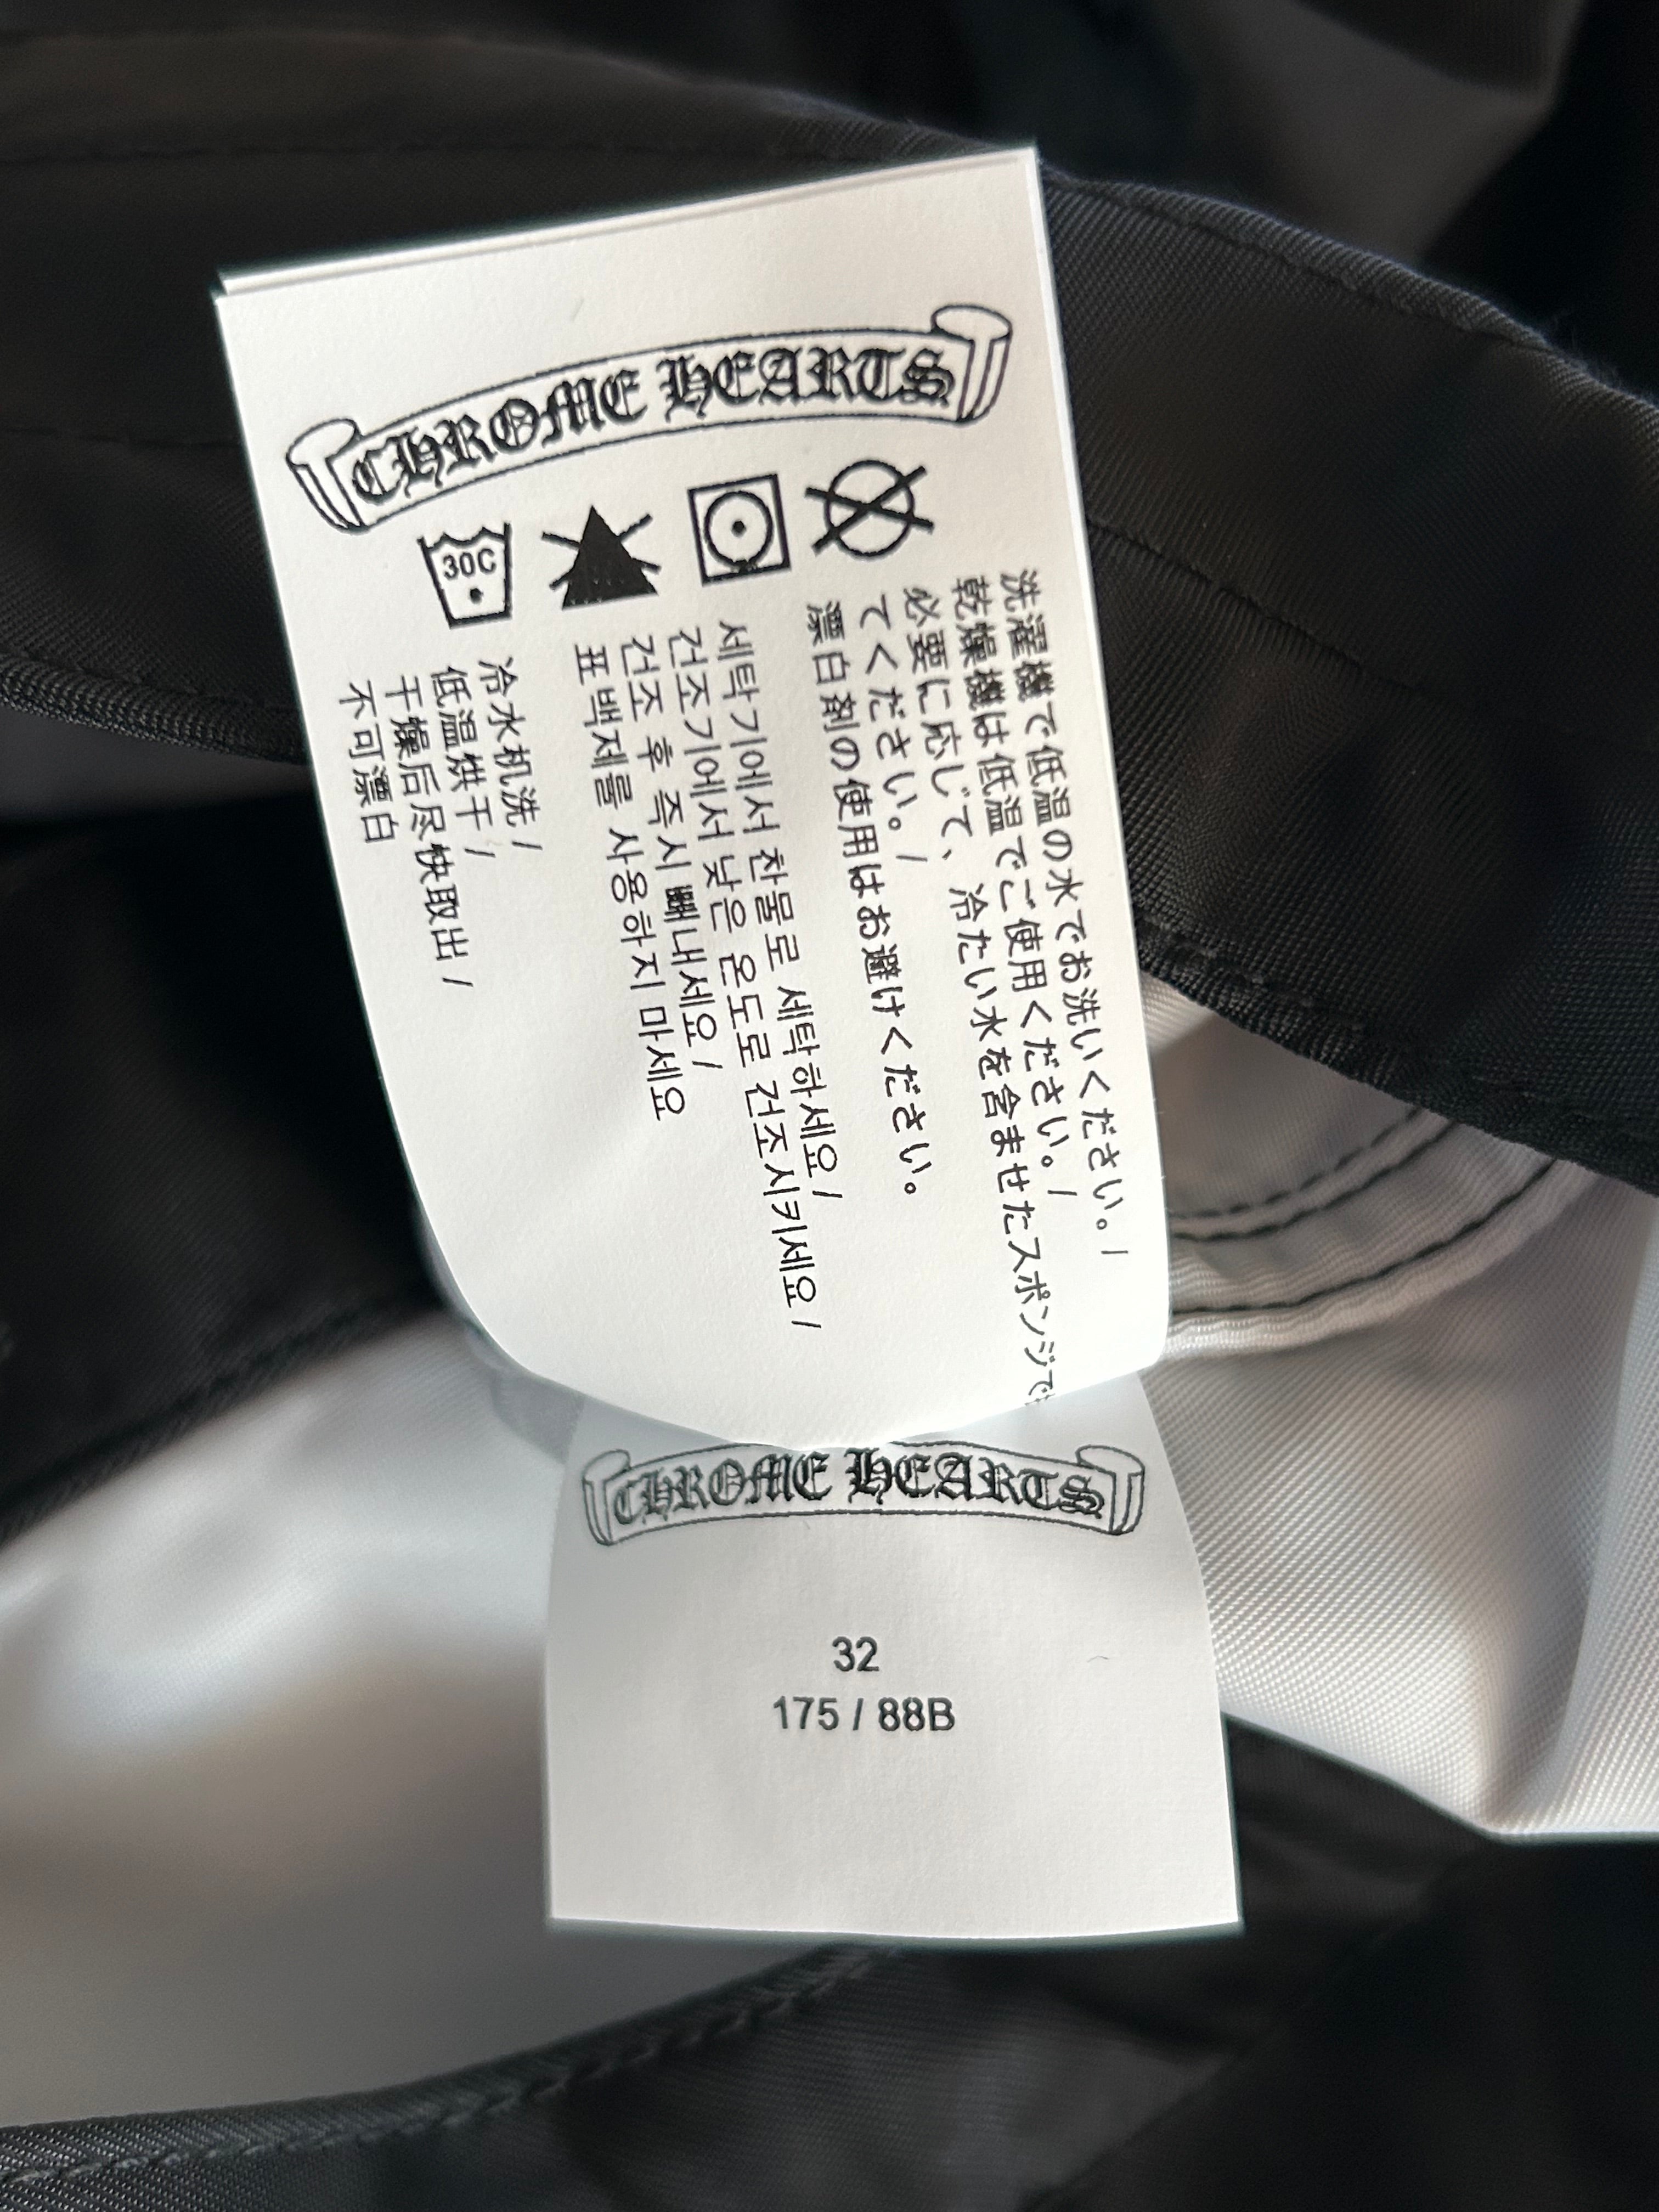 CHROME HEARTS
30C
洗濯機で低温の水でお洗いください。/
乾燥機は低温でご使用ください。/
必要に応じて、冷たい水を含ませたスポンジで
てください。/
漂白剤の使用はお避けください。
세탁기에서 찬물로 세탁하세요/
건조기에서 낮은 온도로 건조시키세요/
건조 후 즉시 빼내세요/
표백제를 사용하지 마세요
冷水机洗/
低温烘干/
干燥后尽快取出/
不可漂白
CHROME HEARTS
32
175 / 88B